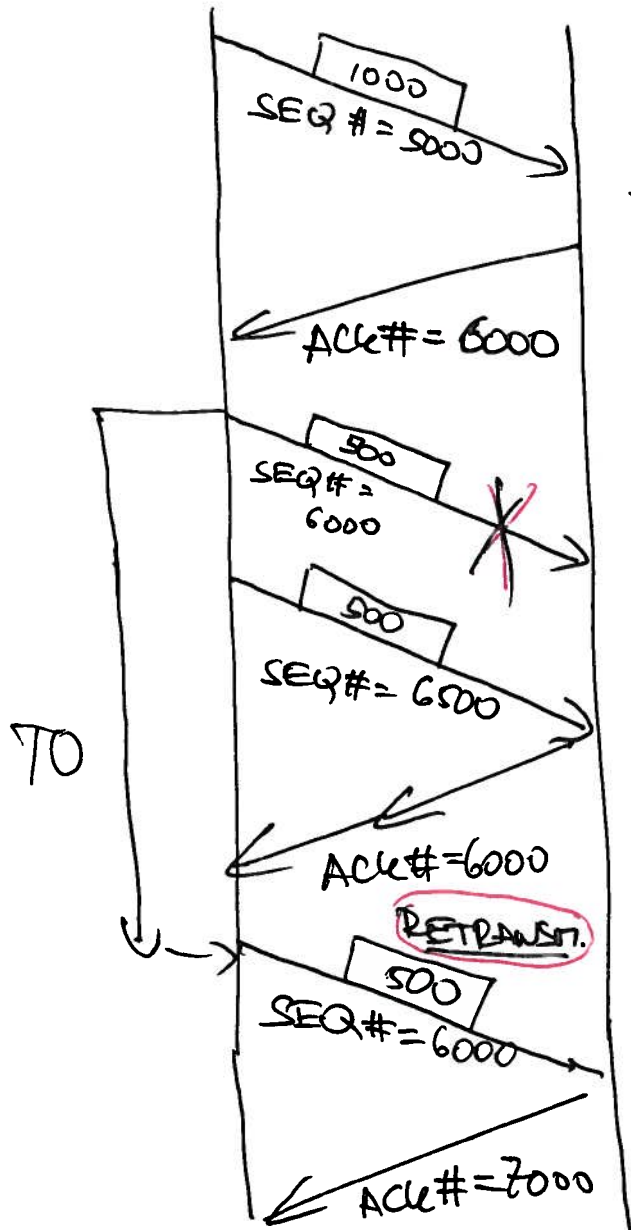 1000
SEQ # = 5000
ACK# = 6000
500
SEQ# =
6000
500
SEQ# = 6500
TO
ACK# =6000
RETRANSM.
500
SEQ# = 6000
ACK# =7000